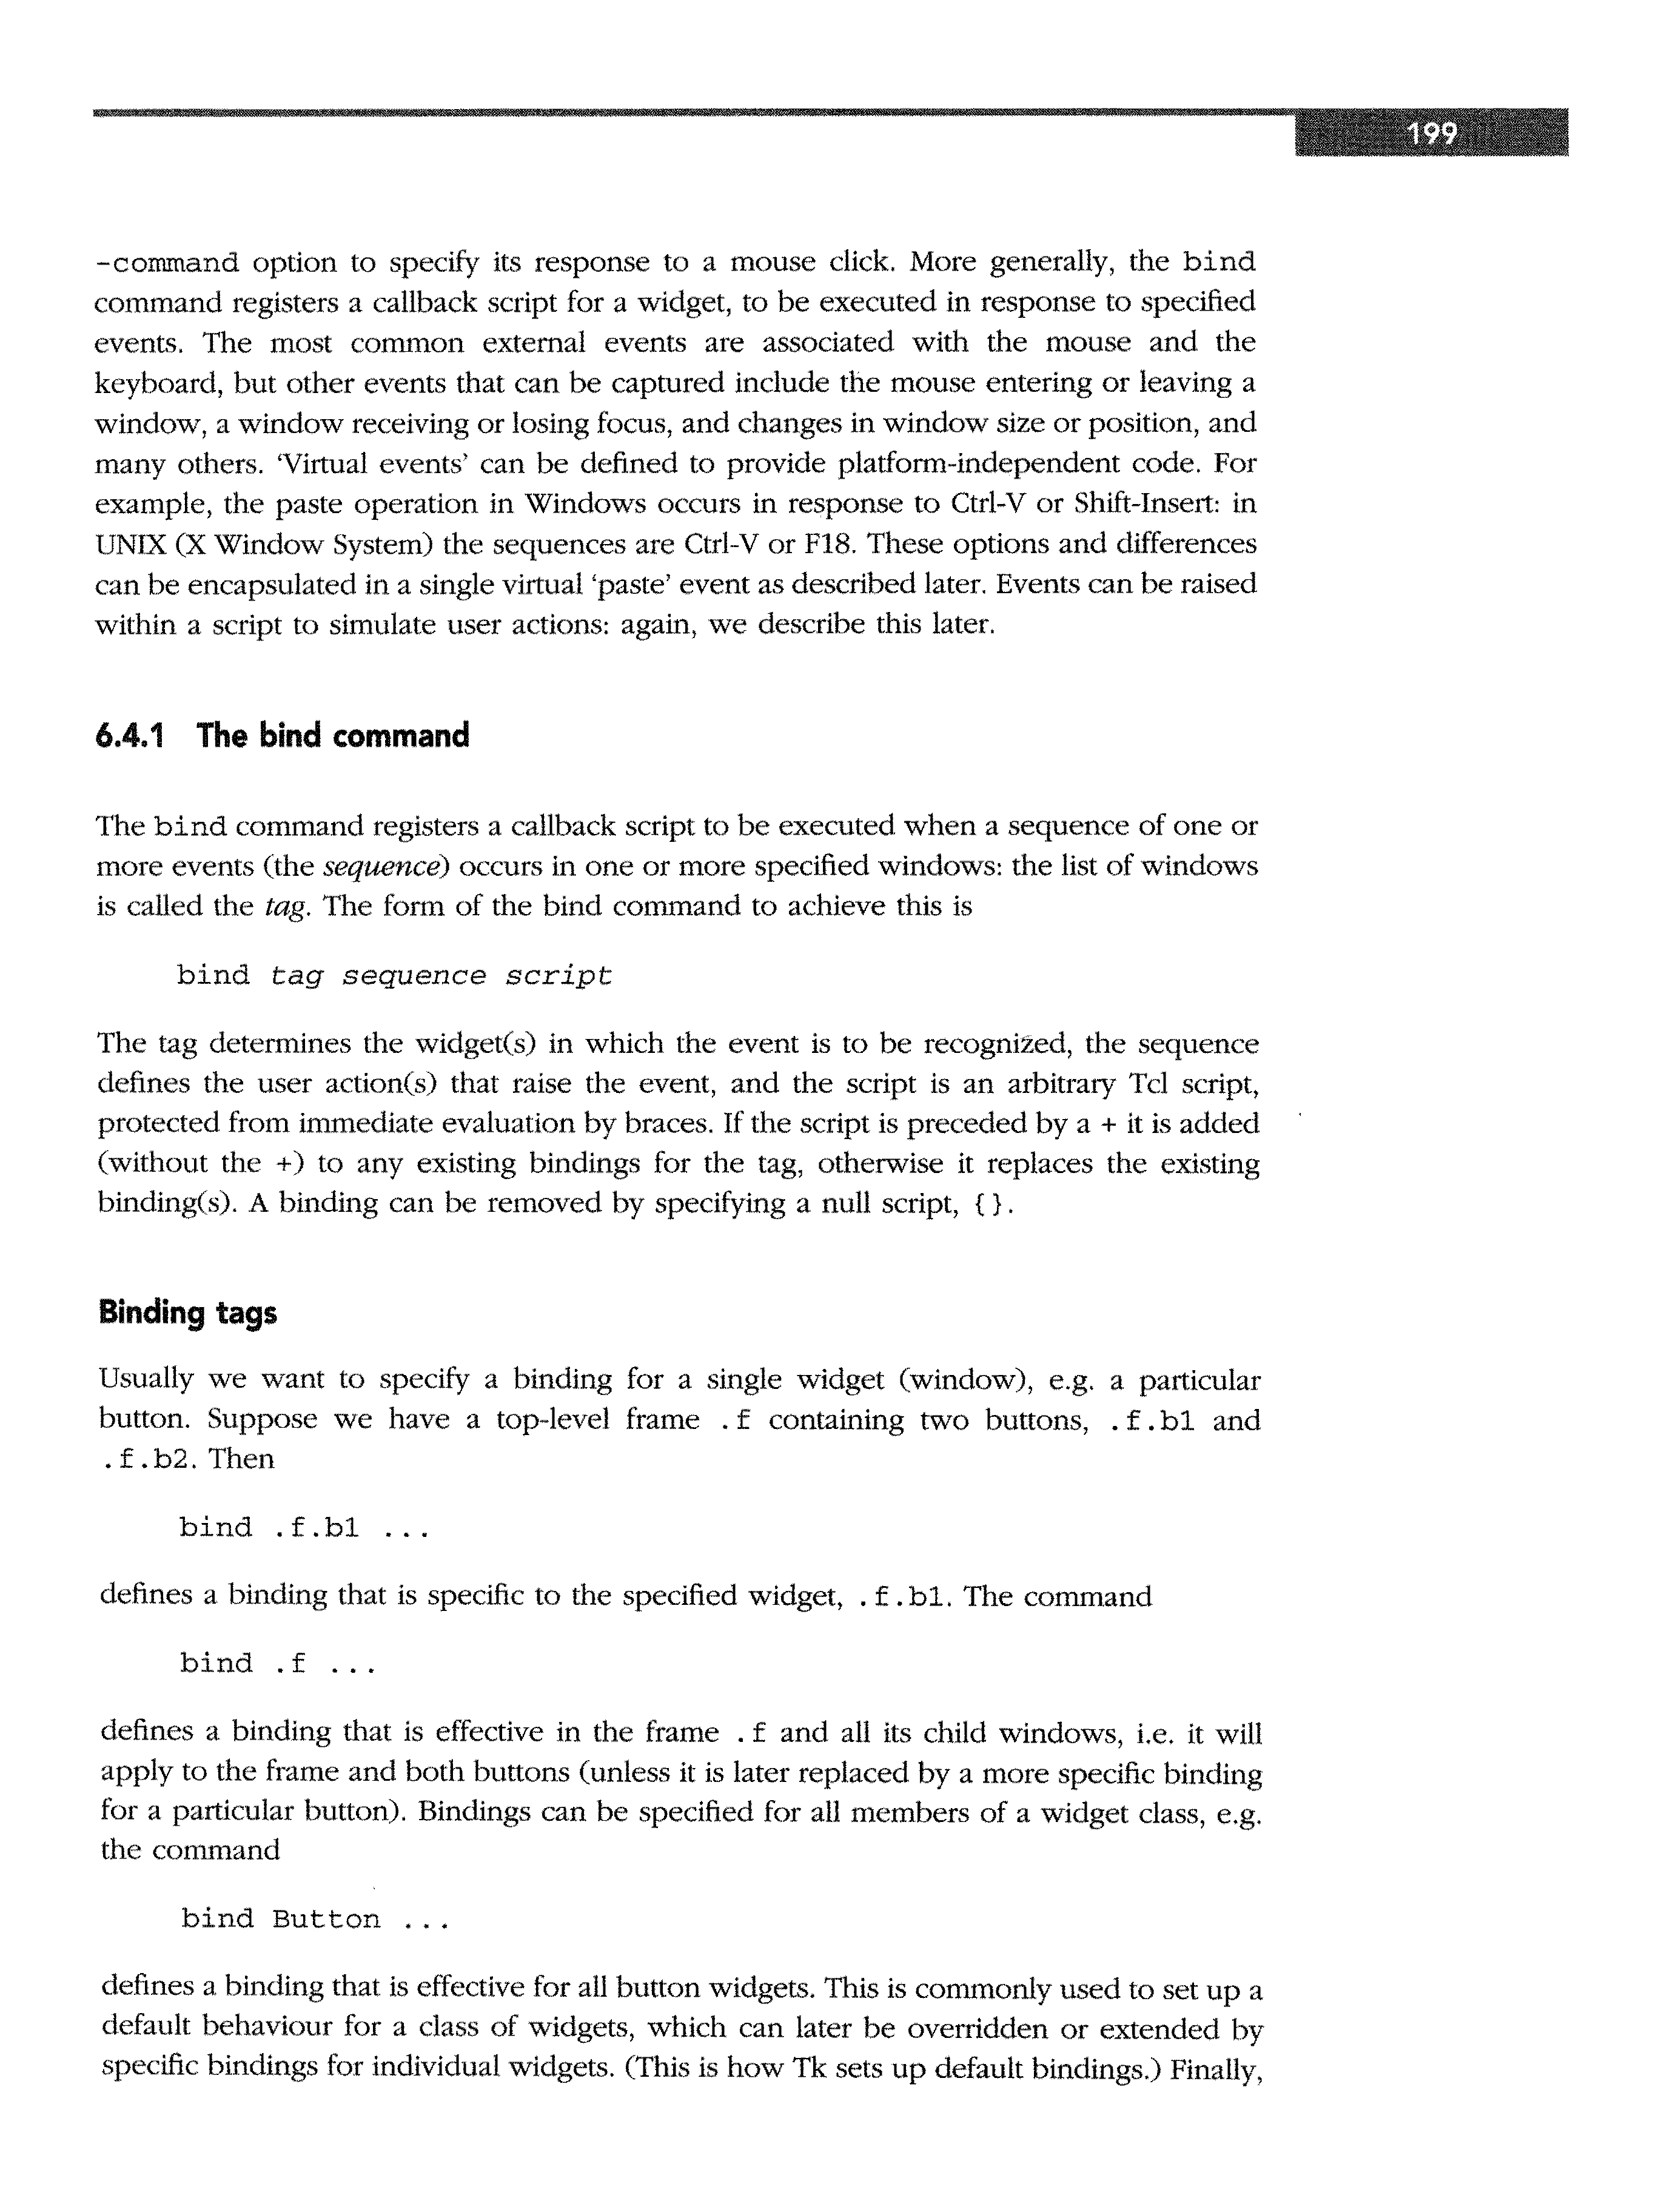 199
-command option to specify its response to a mouse click. More generally, the bind
command registers a callback script for a widget, to be executed in response to specified
events. The most common external events are associated with the mouse and the
keyboard, but other events that can be captured include the mouse entering or leaving a
window, a window receiving or losing focus, and changes in window size or position, and
many others. ‘Virtual events’ can be defined to provide platform-independent code. For
example, the paste operation in Windows occurs in response to Ctrl-V or Shift-Insert: in
UNIX (X Window System) the sequences are Ctrl-V or F18. These options and differences
can be encapsulated in a single virtual ‘paste’ event as described later. Events can be raised
within a script to simulate user actions: again, we describe this later.
6.4.1 The bind command
The bind command registers a callback script to be executed when a sequence of one or
more events (the sequence) occurs in one or more specified windows: the list of windows
is called the tag. The form of the bind command to achieve this is
bind tag sequence script
The tag determines the widget(s) in which the event is to be recognized, the sequence
defines the user action(s) that raise the event, and the script is an arbitrary Tcl script,
protected from immediate evaluation by braces. If the script is preceded by a + it is added
(without the +) to any existing bindings for the tag, otherwise it replaces the existing
binding(s). A binding can be removed by specifying a null script, {}.
Binding tags
Usually we want to specify a binding for a single widget (window), e.g. a particular
button. Suppose we have a top-level frame .f containing two buttons, .f.b1 and
.f.b2. Then
bind .f.b1 ...
defines a binding that is specific to the specified widget, .f.b1. The command
bind .f ...
defines a binding that is effective in the frame .f and all its child windows, i.e. it will
apply to the frame and both buttons (unless it is later replaced by a more specific binding
for a particular button). Bindings can be specified for all members of a widget class, e.g.
the command
bind Button ...
defines a binding that is effective for all button widgets. This is commonly used to set up a
default behaviour for a class of widgets, which can later be overridden or extended by
specific bindings for individual widgets. (This is how Tk sets up default bindings.) Finally,